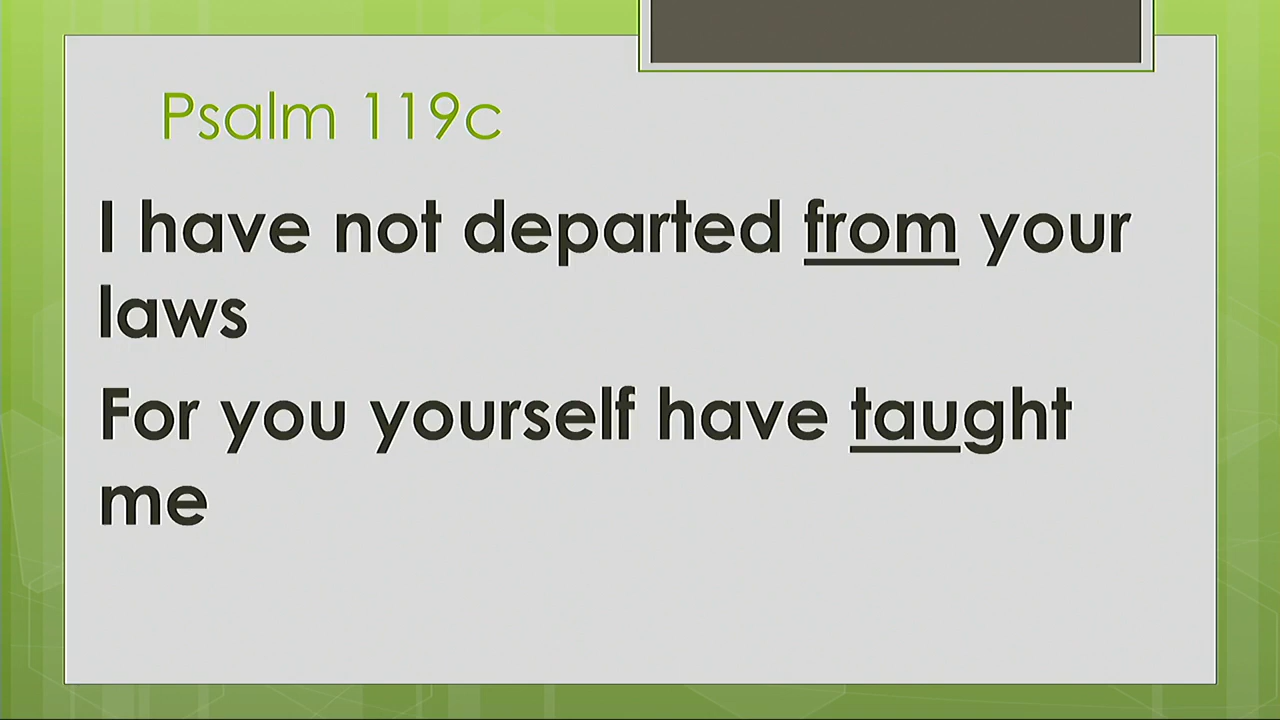 Psalm 119c
I have not departed from your
laws
For you yourself have taught
me